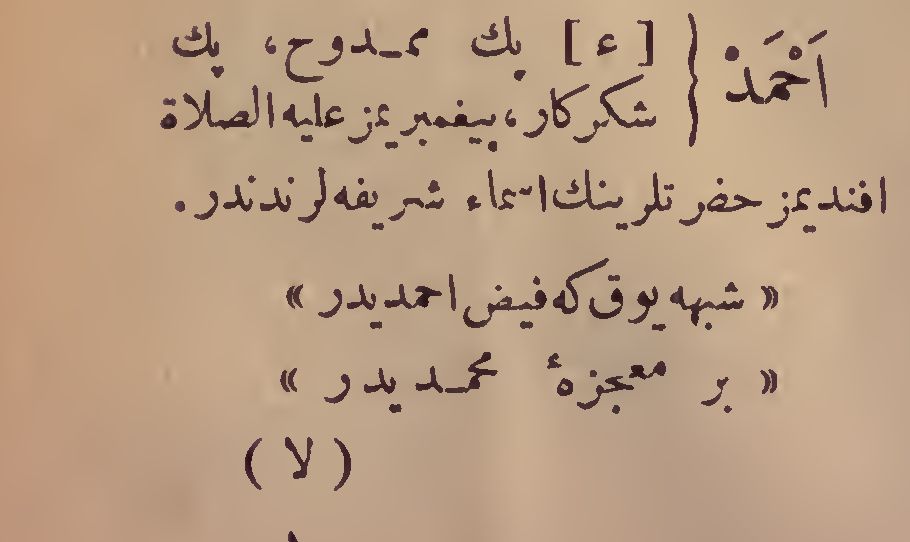 اَحْمَدْ } [ ء ] پك ممدوح ، پك
شكركار ، پيغمبريمز عليه الصلاة
افنديمز حضرتلرينك اسماء شريفه لرندندر .
« شبهه يوق كه فيض احمديدر »
« بر معجزۀ محمديدر »
( لا )